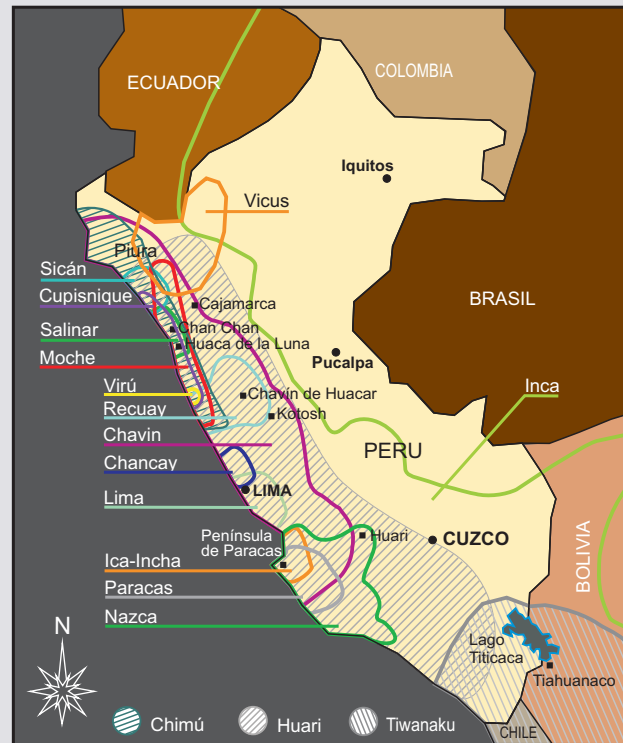 COLOMBIA
ECUADOR
Iquitos
Vicus
Piura
Sicán
Cupisnique
Cajamarca
BRASIL
Salinar
Chan Chan
Huaca de la Luna
Moche
Pucalpa
Virú
Chavín de Huacar
Inca
Recuay
Kotosh
Chavin
PERU
Chancay
LIMA
Lima
Península
de Paracas
Huari
CUZCO
BOLIVIA
Ica-Incha
Paracas
Nazca
N
Lago
Titicaca
Tiahuanaco
Chimú
Huari
Tiwanaku
CHILE